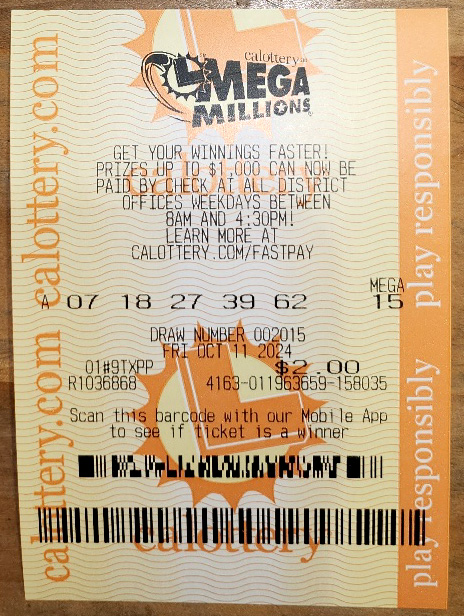 calottery
MEGA
MILLIONS
GET YOUR WINNINGS FASTER!
PRIZES UP TO $1,000 CAN NOW BE
PAID BY CHECK AT ALL DISTRICT
OFFICES WEEKDAYS BETWEEN
8AM AND 4:30PM!
LEARN MORE AT
CALOTTERY.COM/FASTPAY
MEGA
A 07 18 27 39 62 15
DRAW NUMBER 002015
FRI OCT 11 2024
01#9TXPP $2.00
R1036868 4163-011963659-158035
Scan this barcode with our Mobile App
to see if ticket is a winner
calottery
calottery
calottery.com calottery.com
play responsibly play responsibly